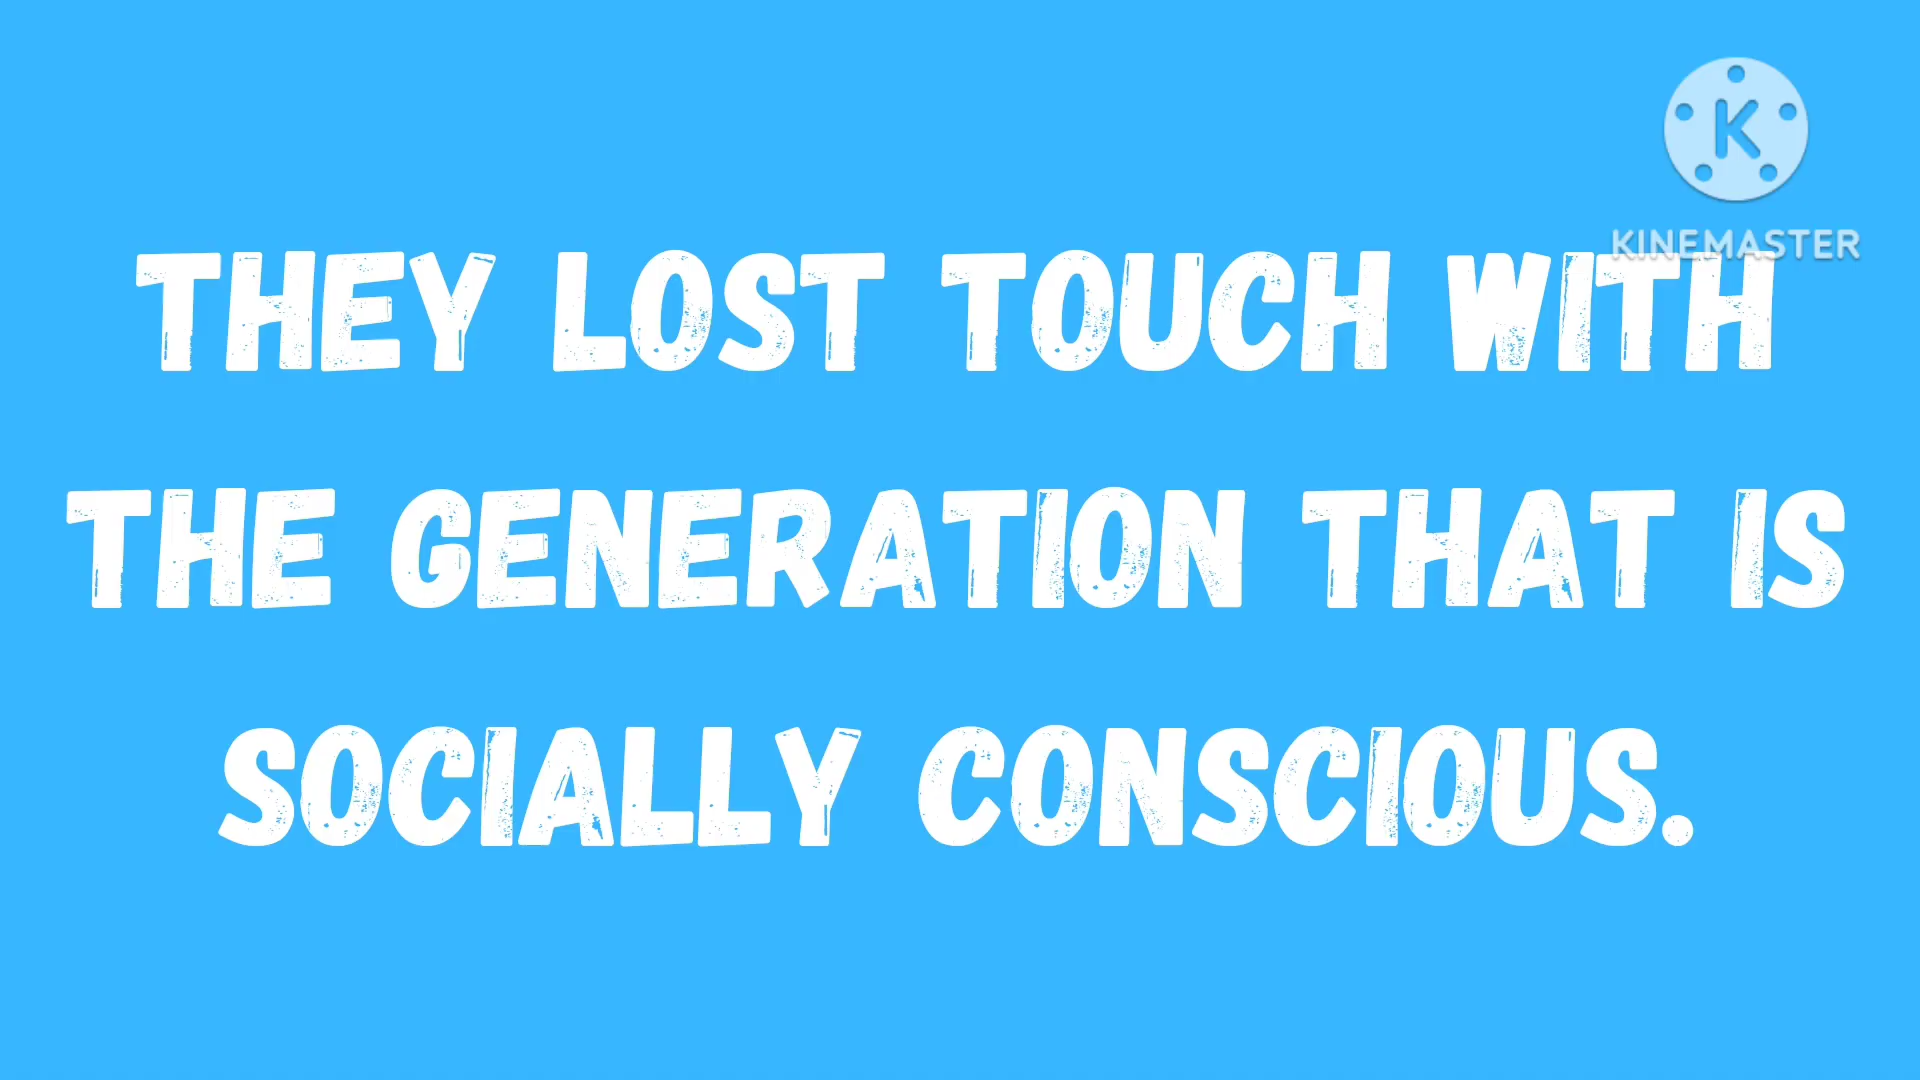 K
KINEMASTER
THEY LOST TOUCH WITH
THE GENERATION THAT IS
SOCIALLY CONSCIOUS.